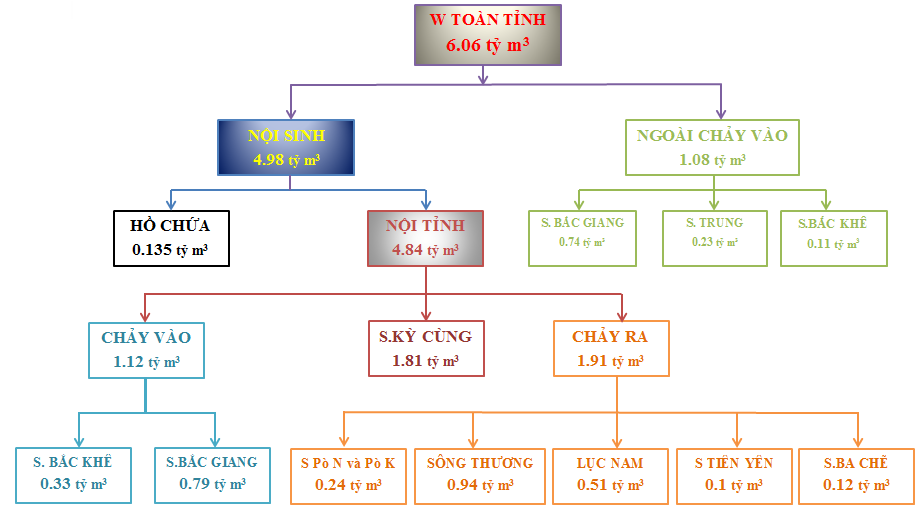 W TOÀN TỈNH
6.06 tỷ m³
NỘI SINH
4.98 tỷ m³
NGOÀI CHẢY VÀO
1.08 tỷ m³
HỒ CHỨA
0.135 tỷ m³
NỘI TỈNH
4.84 tỷ m³
S. BẮC GIANG
0.74 tỷ m³
S. TRUNG
0.23 tỷ m³
S.BẮC KHÊ
0.11 tỷ m³
CHẢY VÀO
1.12 tỷ m³
S.KỲ CÙNG
1.81 tỷ m³
CHẢY RA
1.91 tỷ m³
S. BẮC KHÊ
0.33 tỷ m³
S.BẮC GIANG
0.79 tỷ m³
S Pò N và Pò K
0.24 tỷ m³
SÔNG THƯƠNG
0.94 tỷ m³
LỤC NAM
0.51 tỷ m³
S TIÊN YÊN
0.1 tỷ m³
S.BA CHẼ
0.12 tỷ m³